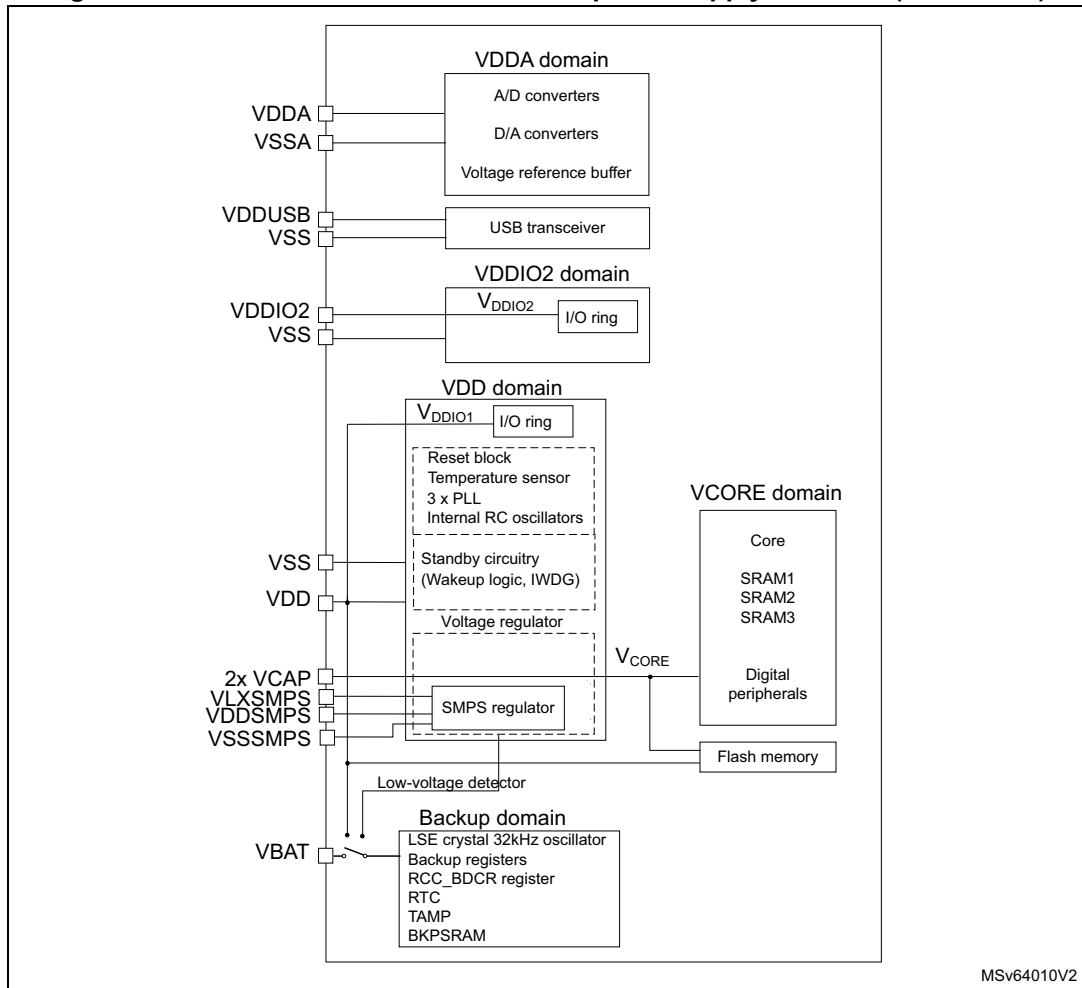 VDDA domain
A/D converters
VDDA
D/A converters
VSSA
Voltage reference buffer
VDDUSB
USB transceiver
VSS
VDDIO2 domain
VDDIO2
VDDIO2
I/O ring
VSS
VDD domain
VDDIO1
I/O ring
Reset block
Temperature sensor
3 x PLL
Internal RC oscillators
VSS
Standby circuitry
(Wakeup logic, IWDG)
VDD
Voltage regulator
VCORE domain
Core
SRAM1
SRAM2
SRAM3
Digital
peripherals
VCORE
2x VCAP
VLXSMPS
VDDSMPS
VSSSMPS
SMPS regulator
Flash memory
Low-voltage detector
Backup domain
VBAT
LSE crystal 32kHz oscillator
Backup registers
RCC_BDCR register
RTC
TAMP
BKPSRAM
MSv64010V2